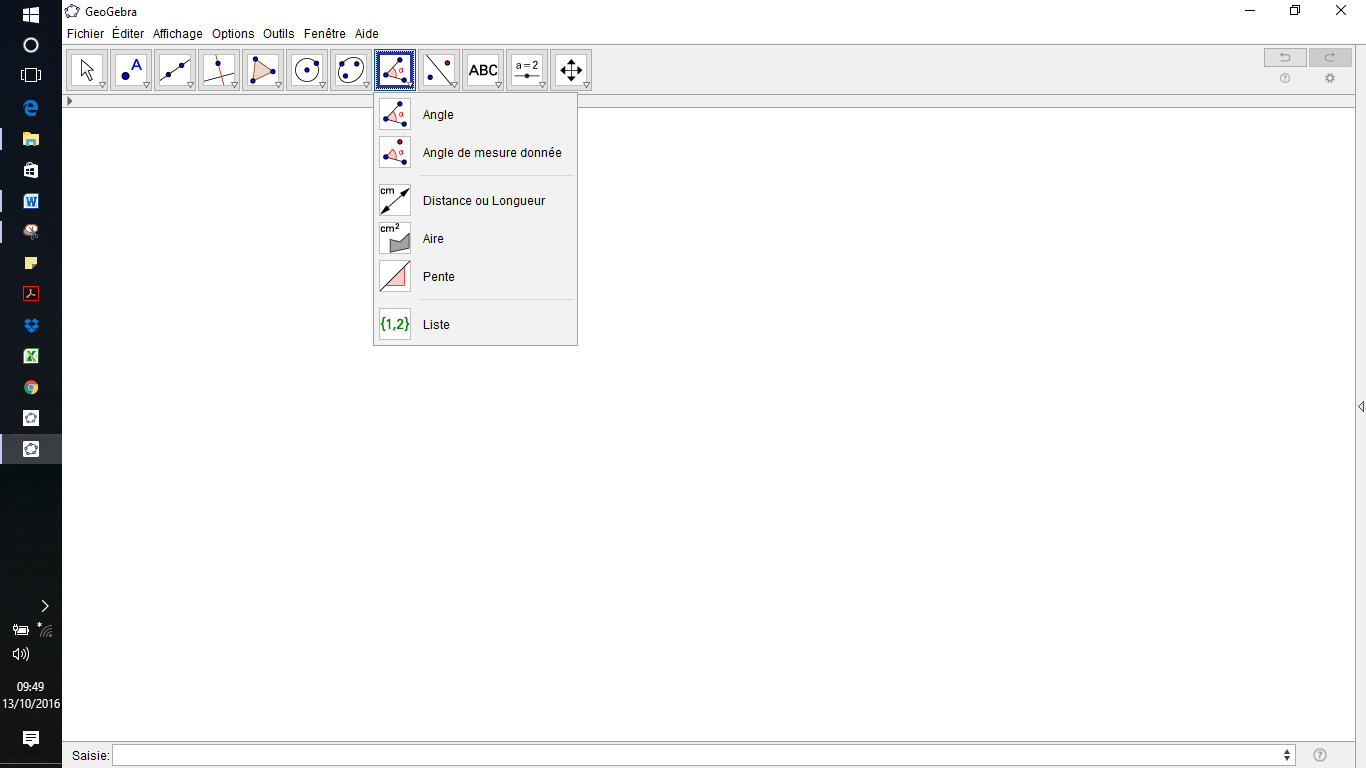 GeoGebra
Fichier Éditer Affichage Options Outils Fenêtre Aide
A α ABC a=2
α Angle
α Angle de mesure donnée
cm Distance ou Longueur
cm² Aire
Pente
{1,2} Liste
09:49
13/10/2016
Saisie: